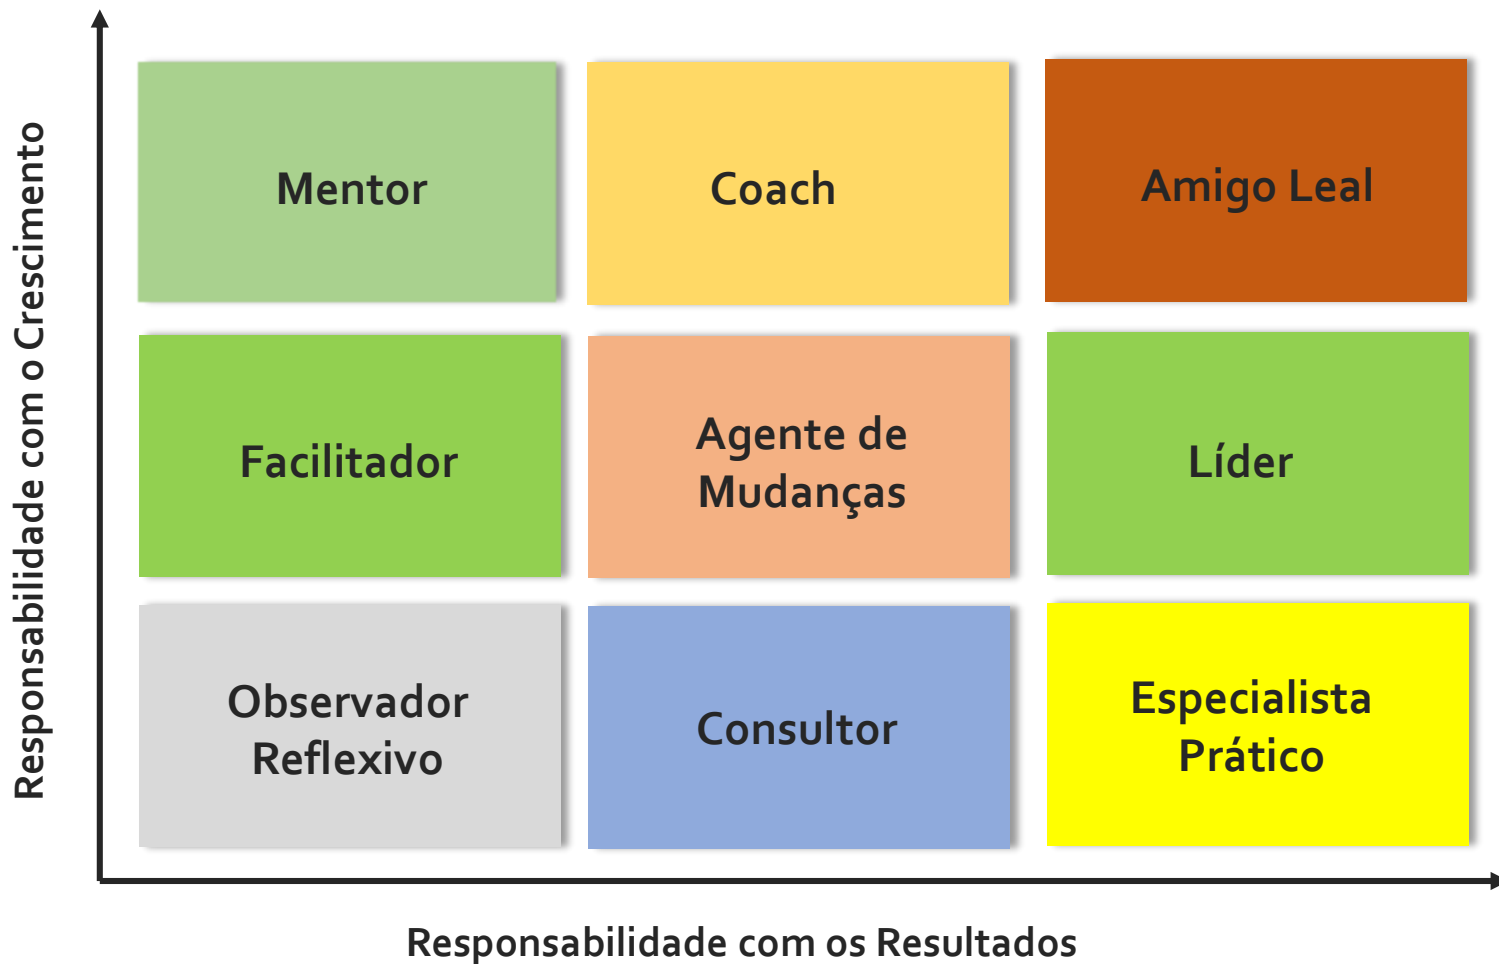 Responsabilidade com o Crescimento
Mentor
Coach
Amigo Leal
Facilitador
Agente de
Mudanças
Líder
Observador
Reflexivo
Consultor
Especialista
Prático
Responsabilidade com os Resultados